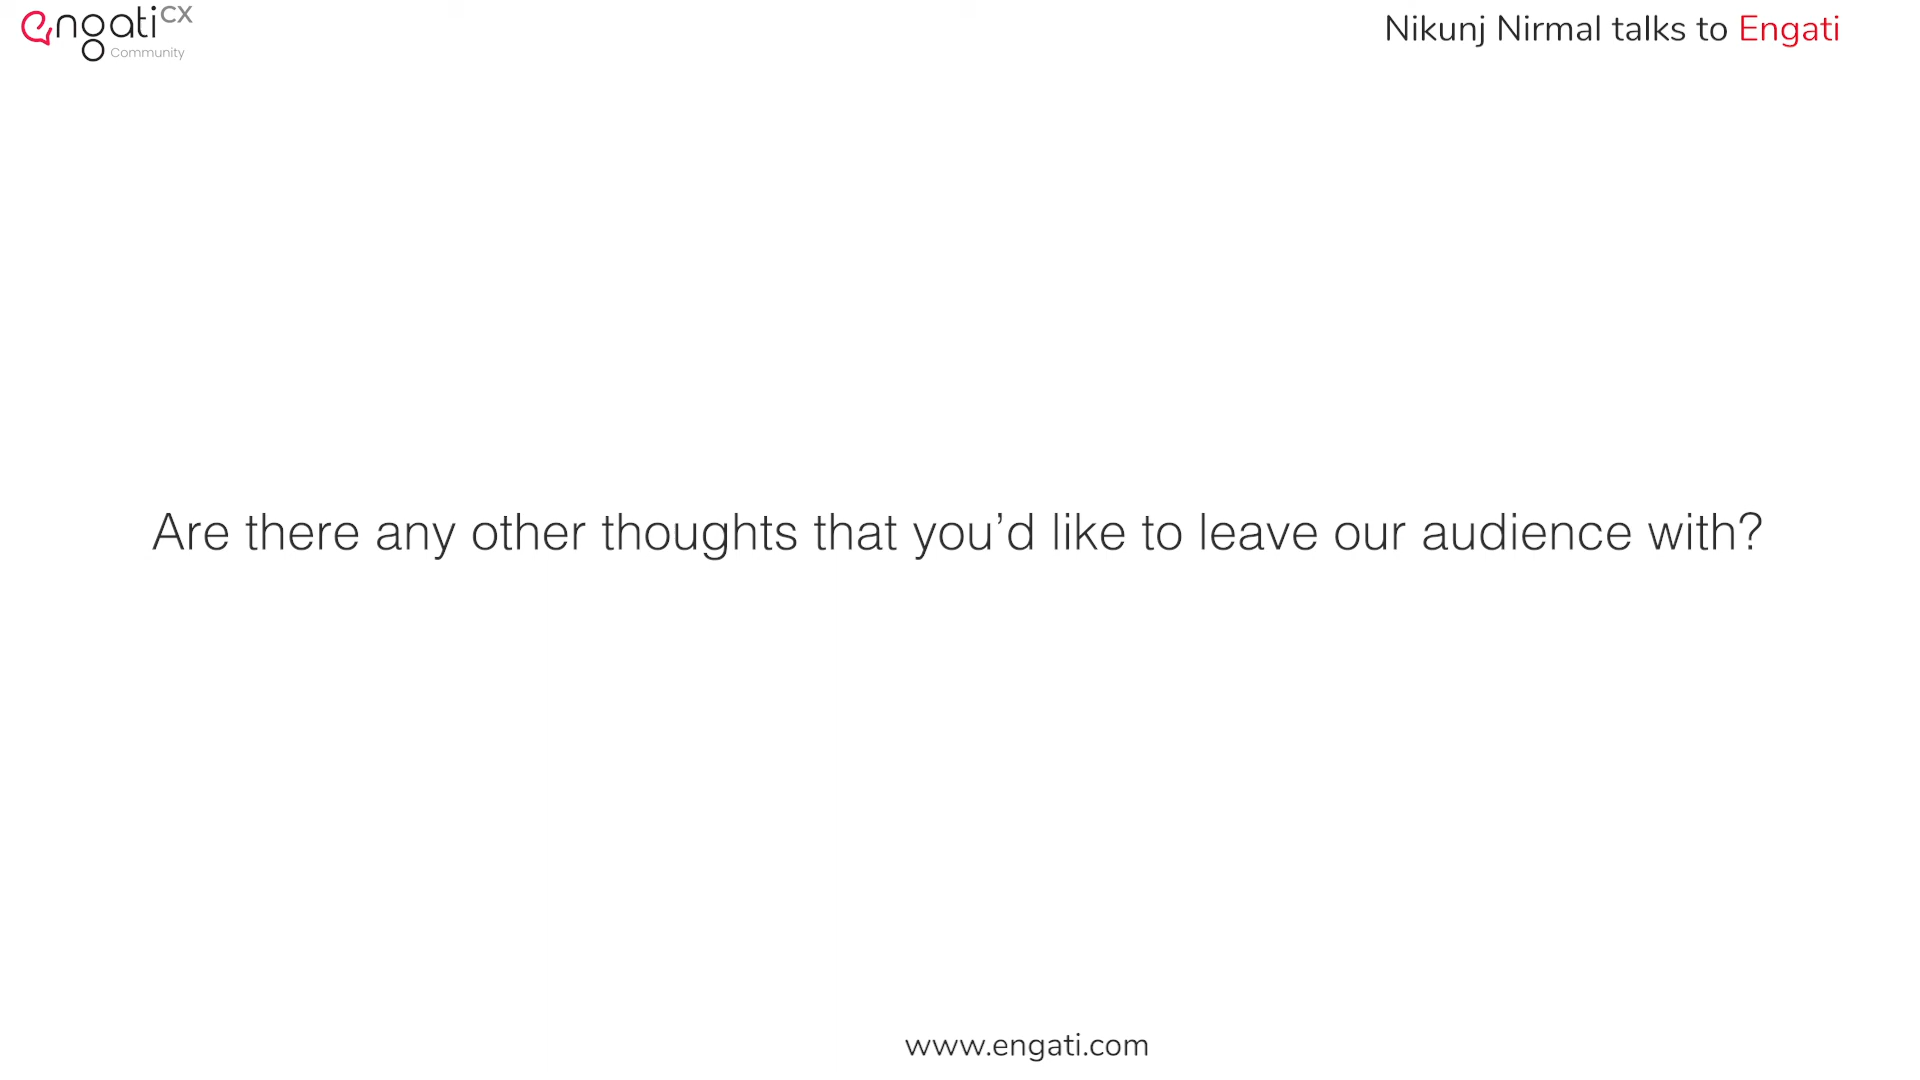 engati CX
Community
Nikunj Nirmal talks to Engati
Are there any other thoughts that you’d like to leave our audience with?
www.engati.com